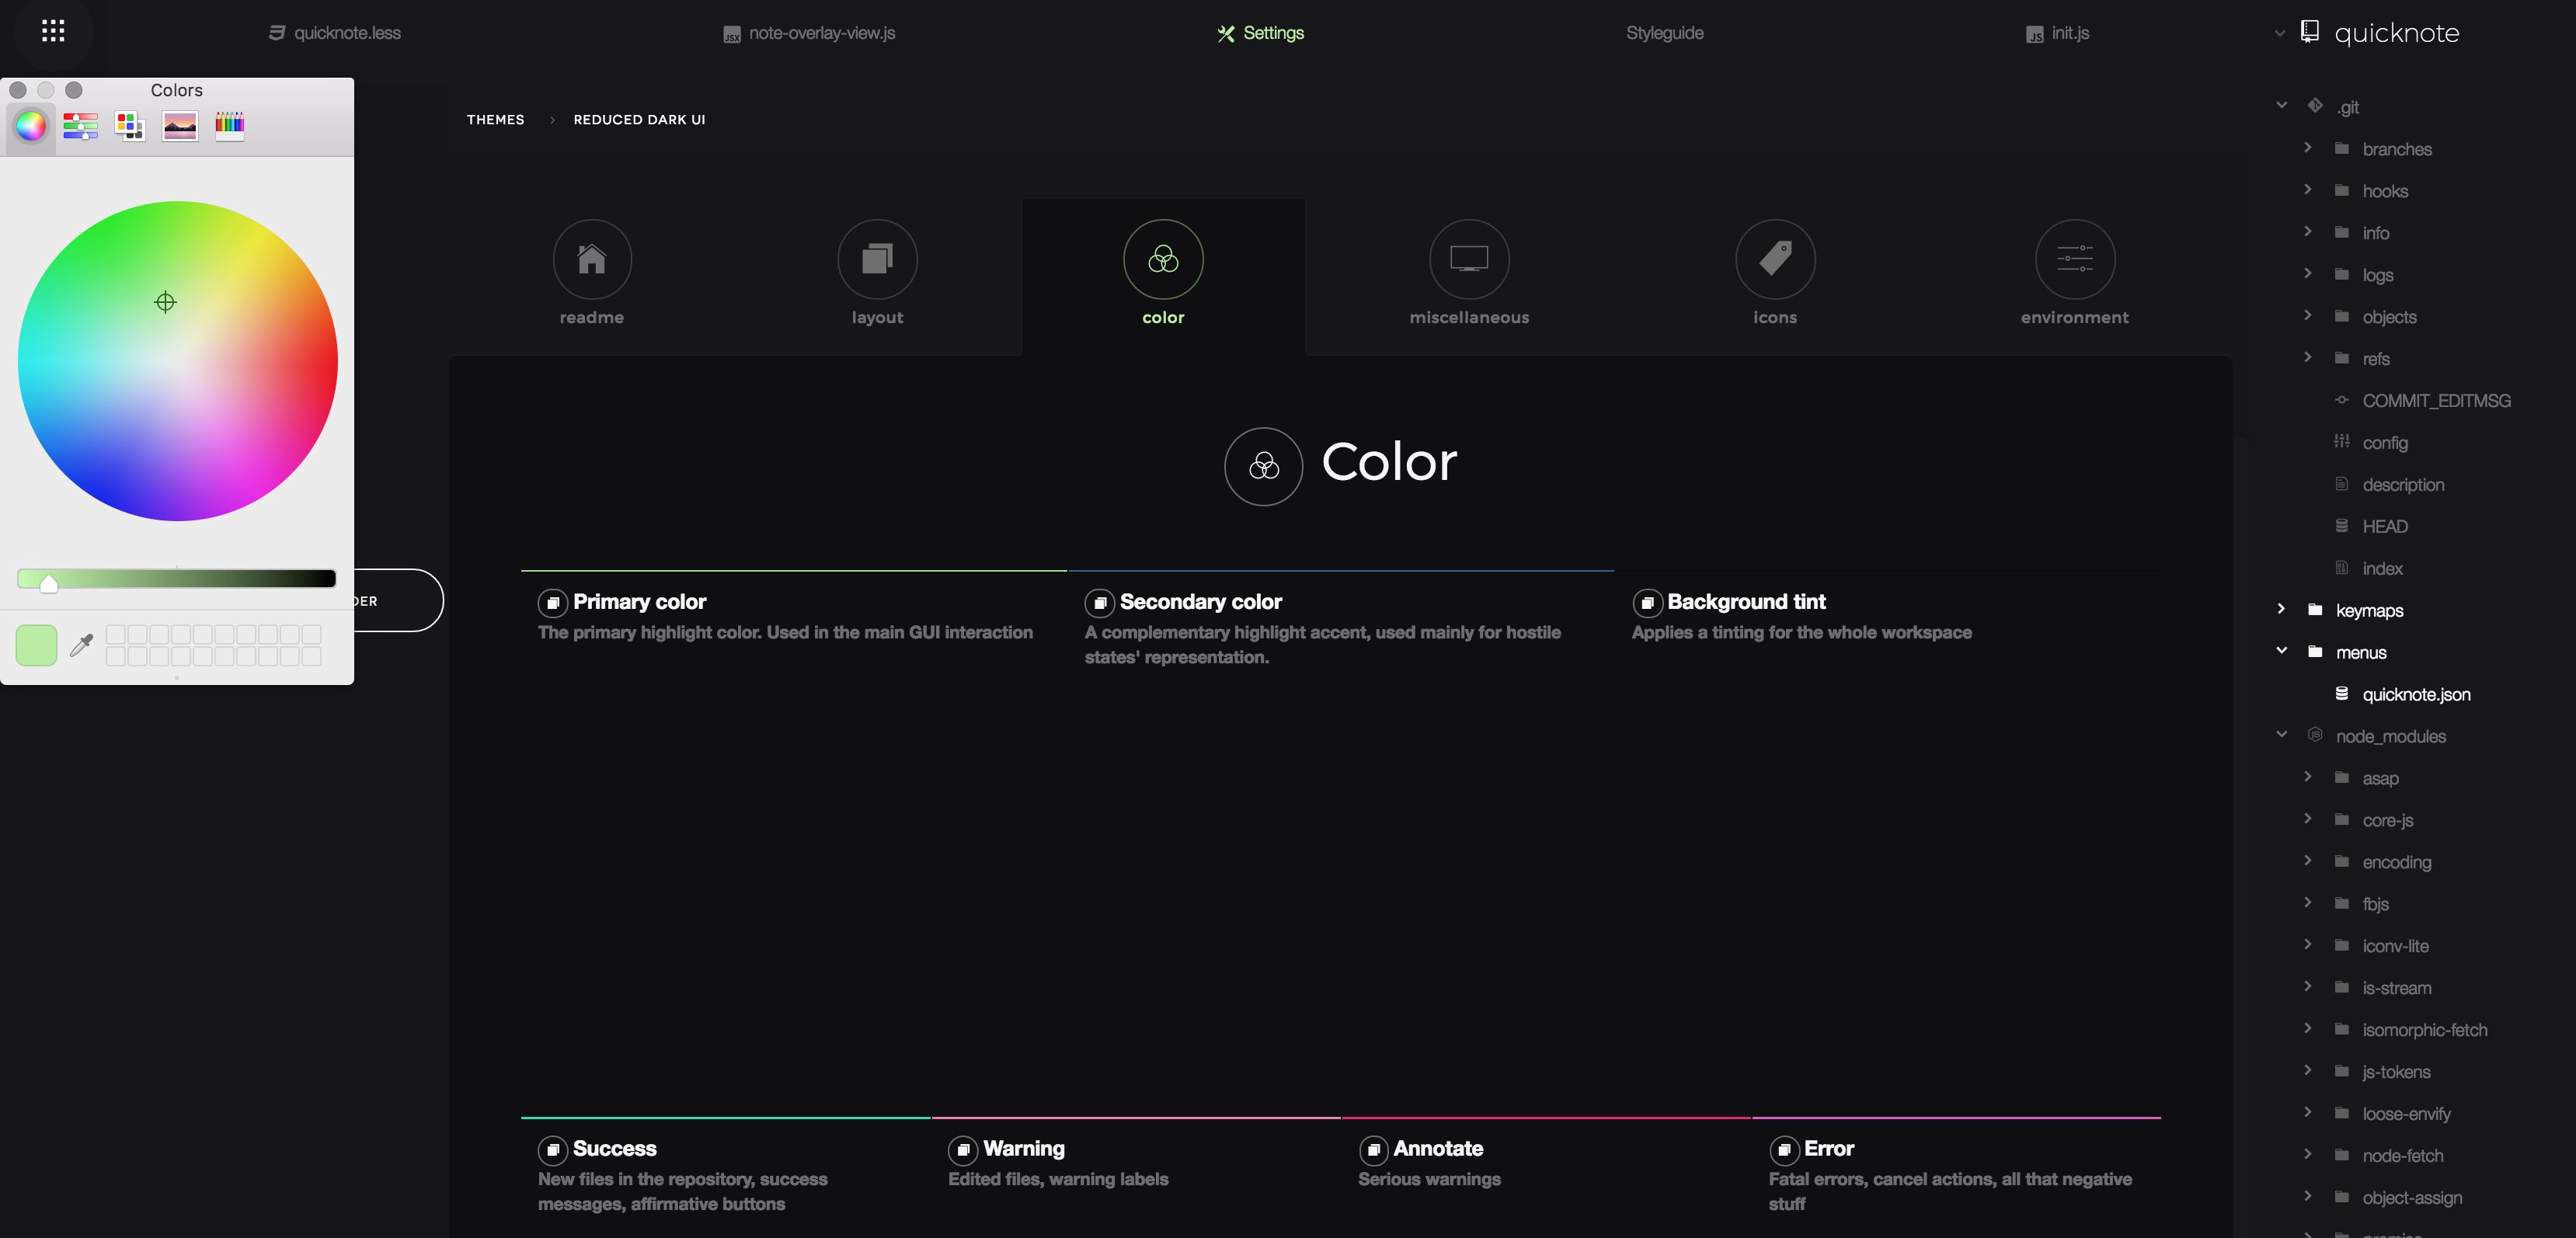 quicknote.less
JSX note-overlay-view.js
Settings
Styleguide
JS init.js
quicknote
Colors
THEMES > REDUCED DARK UI
readme
layout
color
miscellaneous
icons
environment
Color
DER
Primary color
The primary highlight color. Used in the main GUI interaction
Secondary color
A complementary highlight accent, used mainly for hostile
states' representation.
Background tint
Applies a tinting for the whole workspace
Success
New files in the repository, success
messages, affirmative buttons
Warning
Edited files, warning labels
Annotate
Serious warnings
Error
Fatal errors, cancel actions, all that negative
stuff
.git
branches
hooks
info
logs
objects
refs
COMMIT_EDITMSG
config
description
HEAD
index
keymaps
menus
quicknote.json
node_modules
asap
core-js
encoding
fbjs
iconv-lite
is-stream
isomorphic-fetch
js-tokens
loose-envify
node-fetch
object-assign